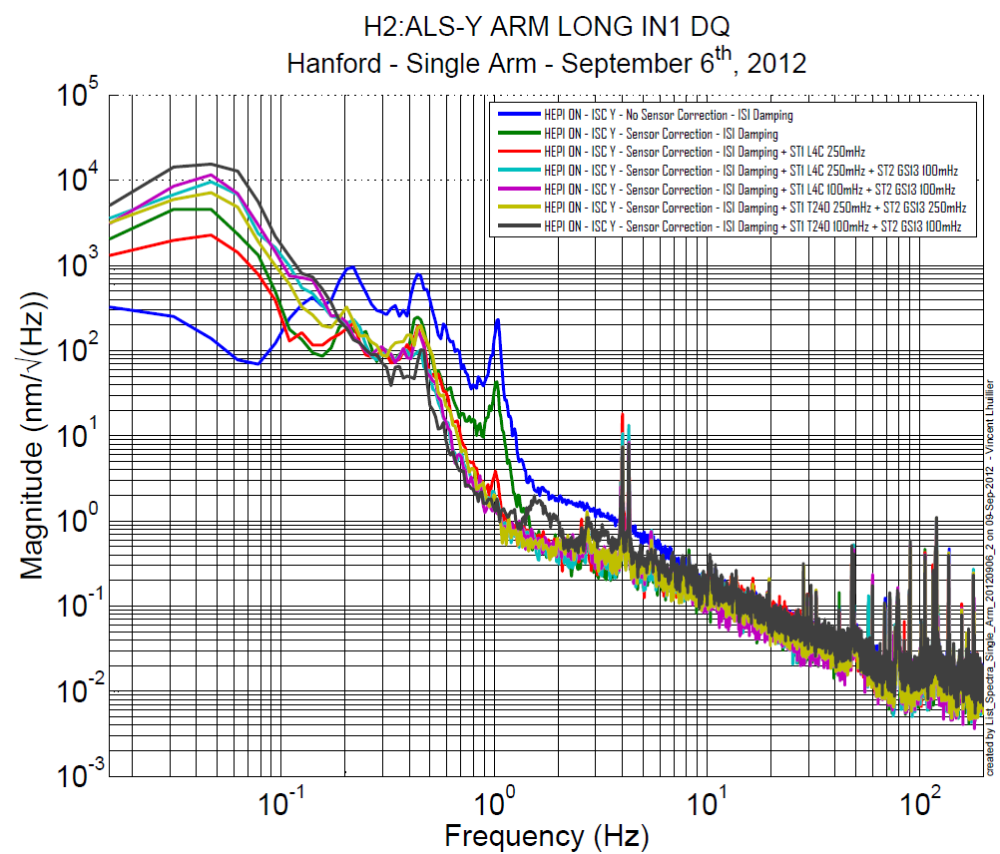 H2:ALS-Y ARM LONG IN1 DQ
Hanford - Single Arm - September 6th, 2012
HEPI ON - ISC Y - No Sensor Correction - ISI Damping
HEPI ON - ISC Y - Sensor Correction - ISI Damping
HEPI ON - ISC Y - Sensor Correction - ISI Damping + ST1 L4C 250mHz
HEPI ON - ISC Y - Sensor Correction - ISI Damping + ST1 L4C 250mHz + ST2 GS13 100mHz
HEPI ON - ISC Y - Sensor Correction - ISI Damping + ST1 L4C 100mHz + ST2 GS13 100mHz
HEPI ON - ISC Y - Sensor Correction - ISI Damping + ST1 T240 250mHz + ST2 GS13 250mHz
HEPI ON - ISC Y - Sensor Correction - ISI Damping + ST1 T240 100mHz + ST2 GS13 100mHz
Magnitude (nm/√(Hz))
10^5
10^4
10^3
10^2
10^1
10^0
10^-1
10^-2
10^-3
10^-1
10^0
10^1
10^2
Frequency (Hz)
created by List_Spectra_Single_Arm_20120906_2 on 09-Sep-2012 - Vincent Lhuillier